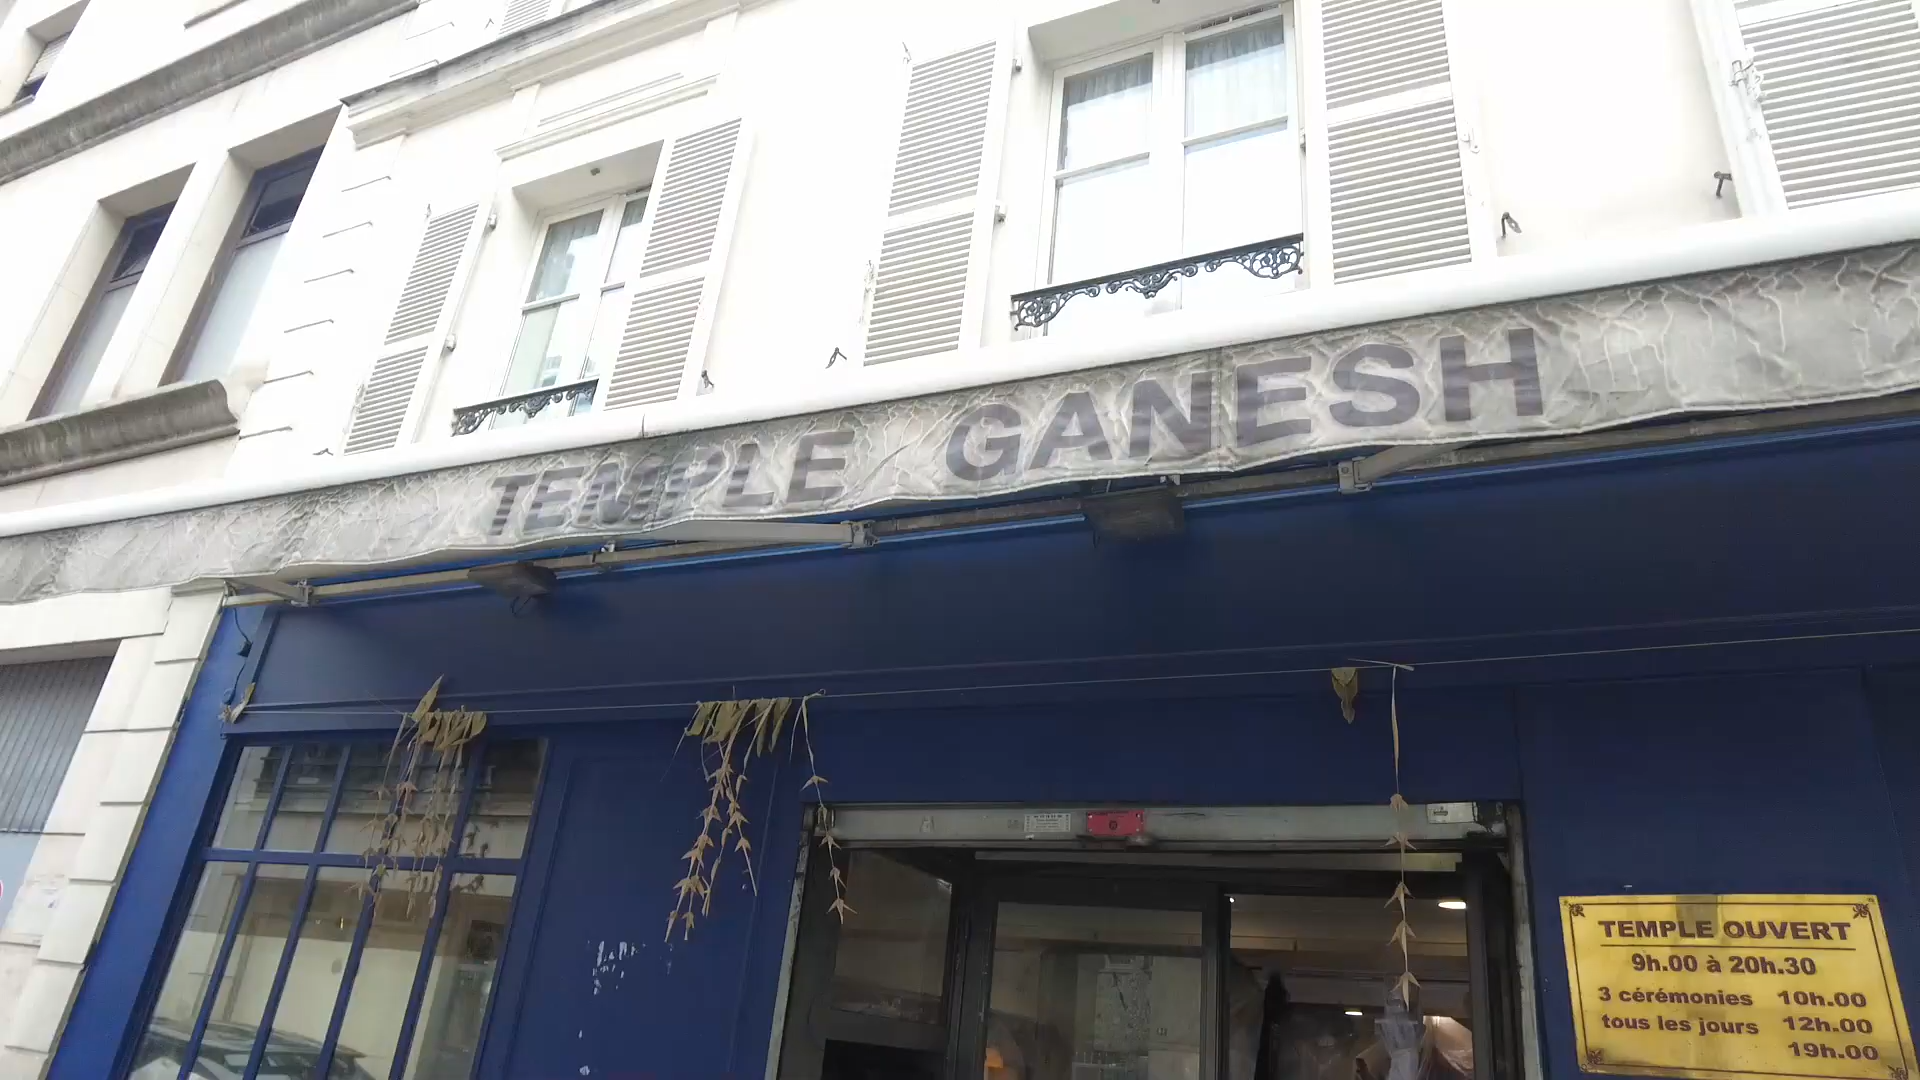 TEMPLE GANESH
TEMPLE OUVERT
9h.00 à 20h.30
3 cérémonies 10h.00
tous les jours 12h.00
19h.00